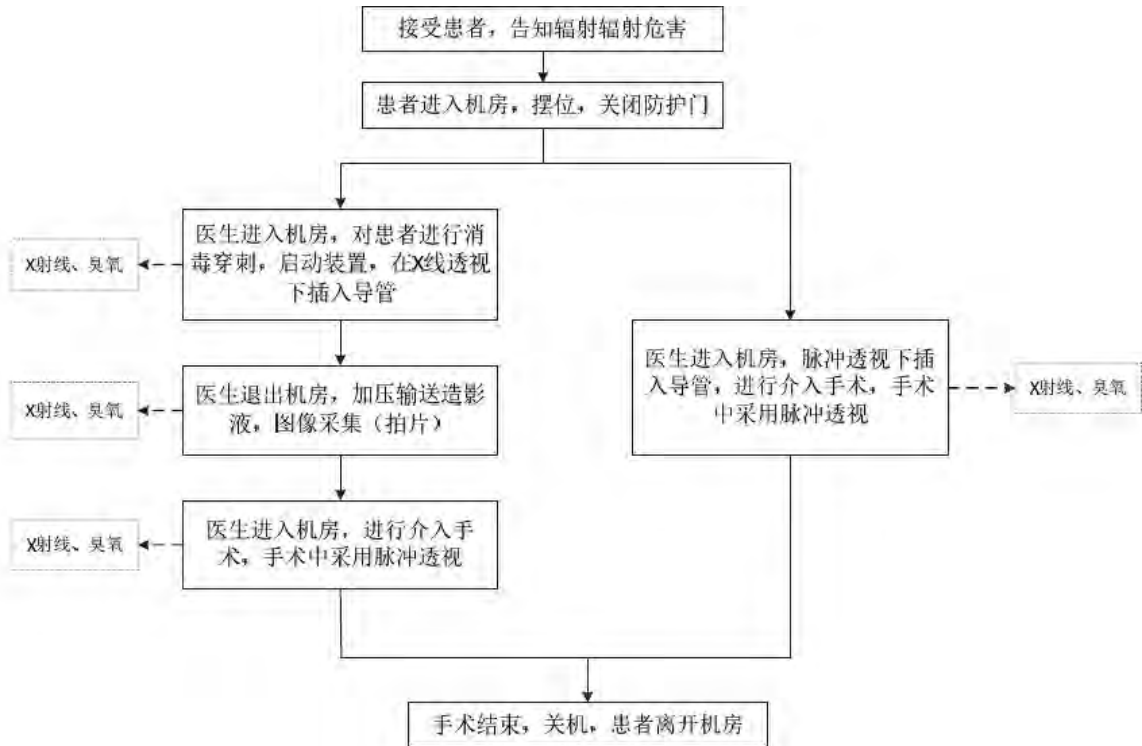 接受患者，告知辐射辐射危害
患者进入机房，摆位，关闭防护门
医生进入机房，对患者进行消
毒穿刺，启动装置，在X线透视
下插入导管
X射线、臭氧
医生退出机房，加压输送造影
液，图像采集（拍片）
X射线、臭氧
医生进入机房，进行介入手
术，手术中采用脉冲透视
X射线、臭氧
医生进入机房，脉冲透视下插
入导管，进行介入手术，手术
中采用脉冲透视
X射线、臭氧
手术结束，关机，患者离开机房